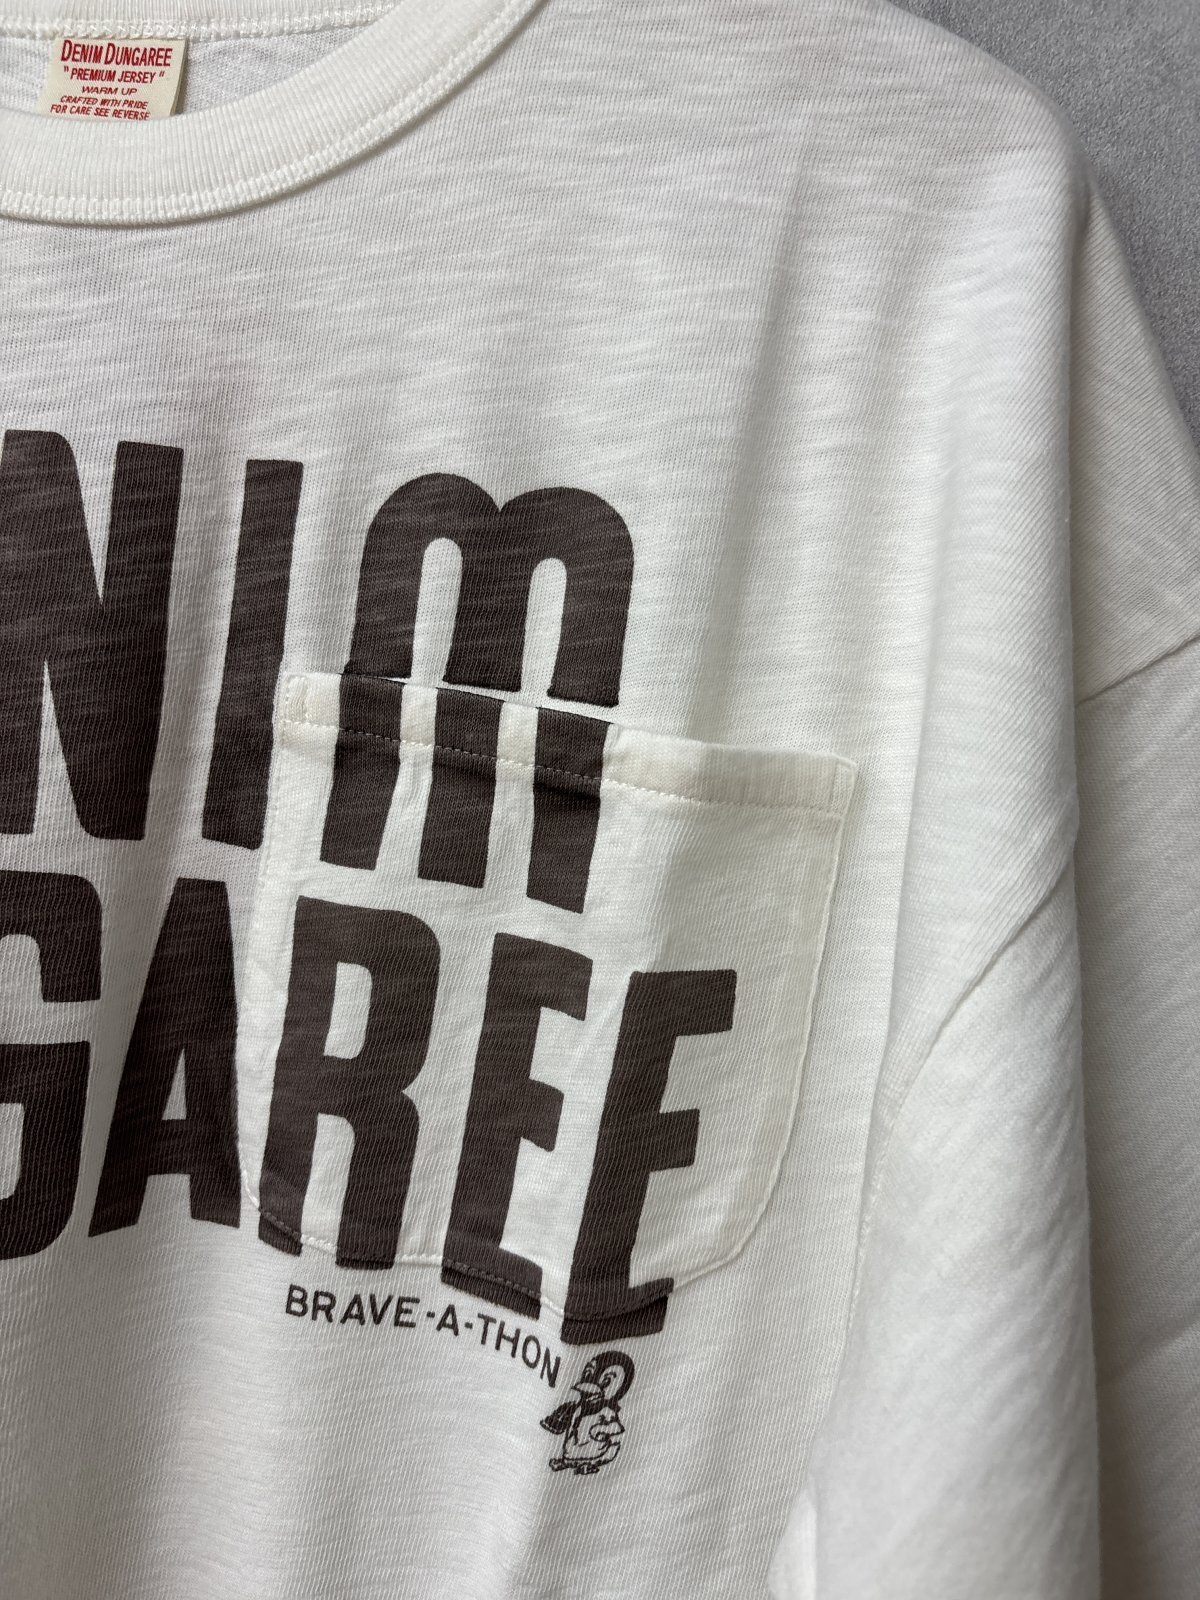 DENIM DUNGAREE
"PREMIUM JERSEY"
WARM UP
CRAFTED WITH PRIDE
FOR CARE SEE REVERSE
NIM
GAREE
BRAVE-A-THON